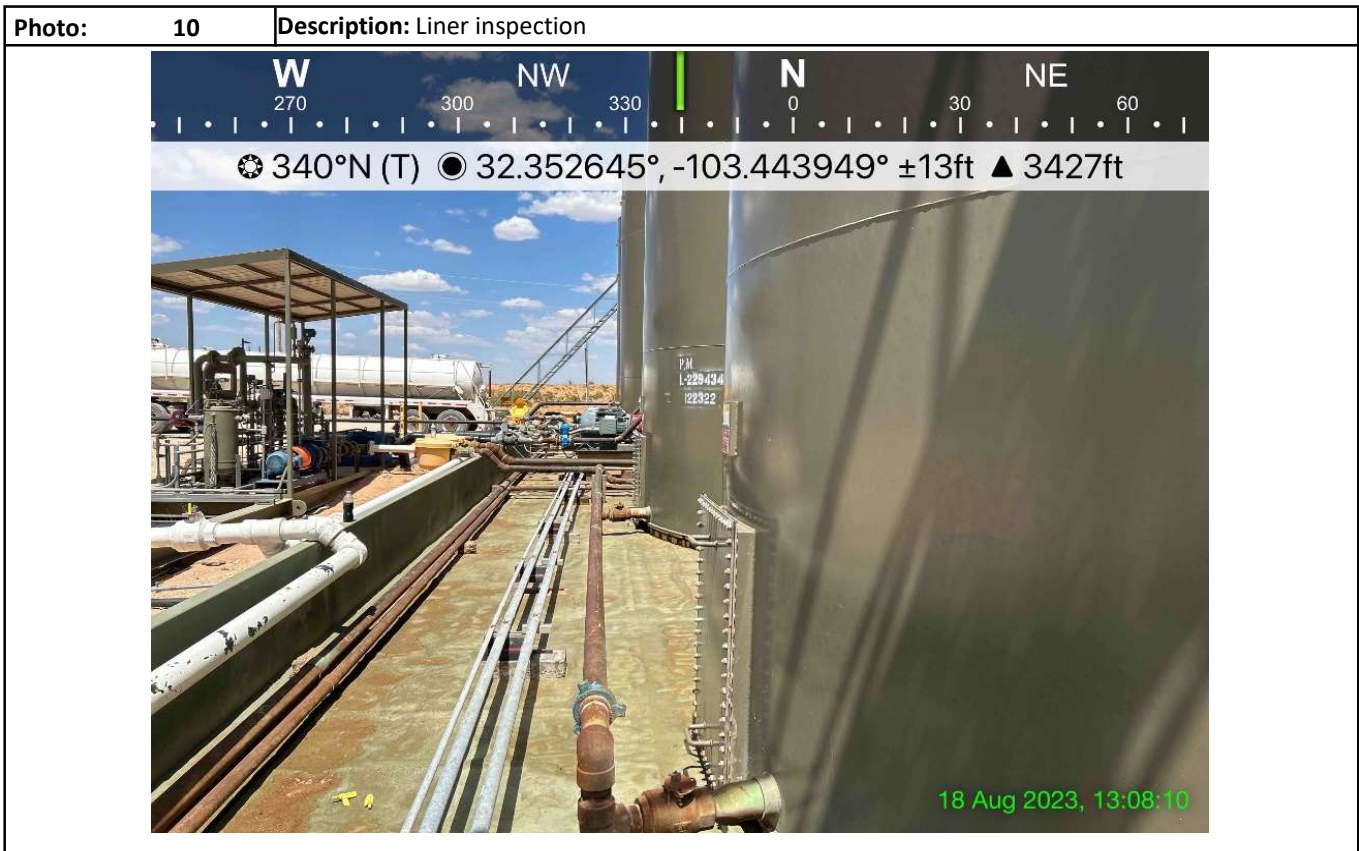 Photo: 10 Description: Liner inspection
W NW N NE
270 300 330 0 30 60
340°N (T) 32.352645°, -103.443949° ±13ft ▲ 3427ft
P.M
L-229434
122322
18 Aug 2023, 13:08:10